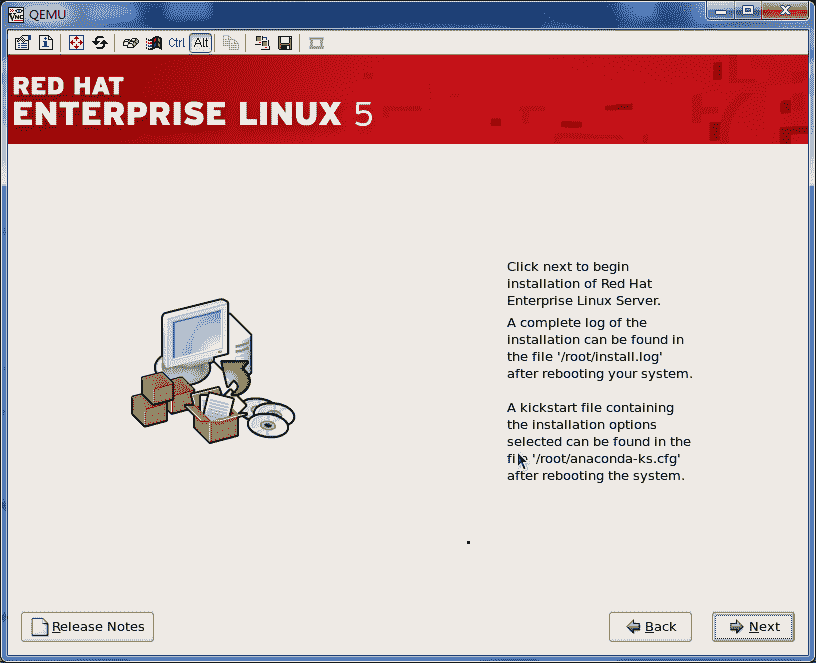 QEMU
Ctrl Alt
RED HAT
ENTERPRISE LINUX 5
Click next to begin
installation of Red Hat
Enterprise Linux Server.
A complete log of the
installation can be found in
the file '/root/install.log'
after rebooting your system.
A kickstart file containing
the installation options
selected can be found in the
file '/root/anaconda-ks.cfg'
after rebooting the system.
Release Notes
Back
Next